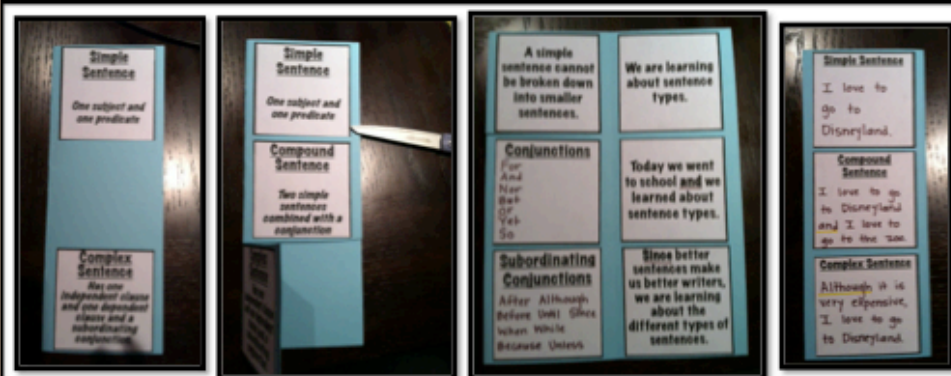 Simple
Sentence
One subject and
one predicate
Complex
Sentence
Has one
independent clause
and one dependent
clause and a
subordinating
conjunction
Simple
Sentence
One subject and
one predicate
Compound
Sentence
Two simple
sentences
combined with a
conjunction
A simple
sentence cannot
be broken down
into smaller
sentences.
We are learning
about sentence
types.
Conjunctions
For
And
Nor
But
Or
Yet
So
Today we went
to school and we
learned about
sentence types.
Subordinating
Conjunctions
After Although
Before Until Since
When While
Because Unless
Since better
sentences make
us better writers,
we are learning
about the
different types of
sentences.
Simple Sentence
I love to
go to
Disneyland.
Compound
Sentence
I love to go
to Disneyland
and I love to
go to the zoo.
Complex Sentence
Although it is
very expensive,
I love to go
to Disneyland.